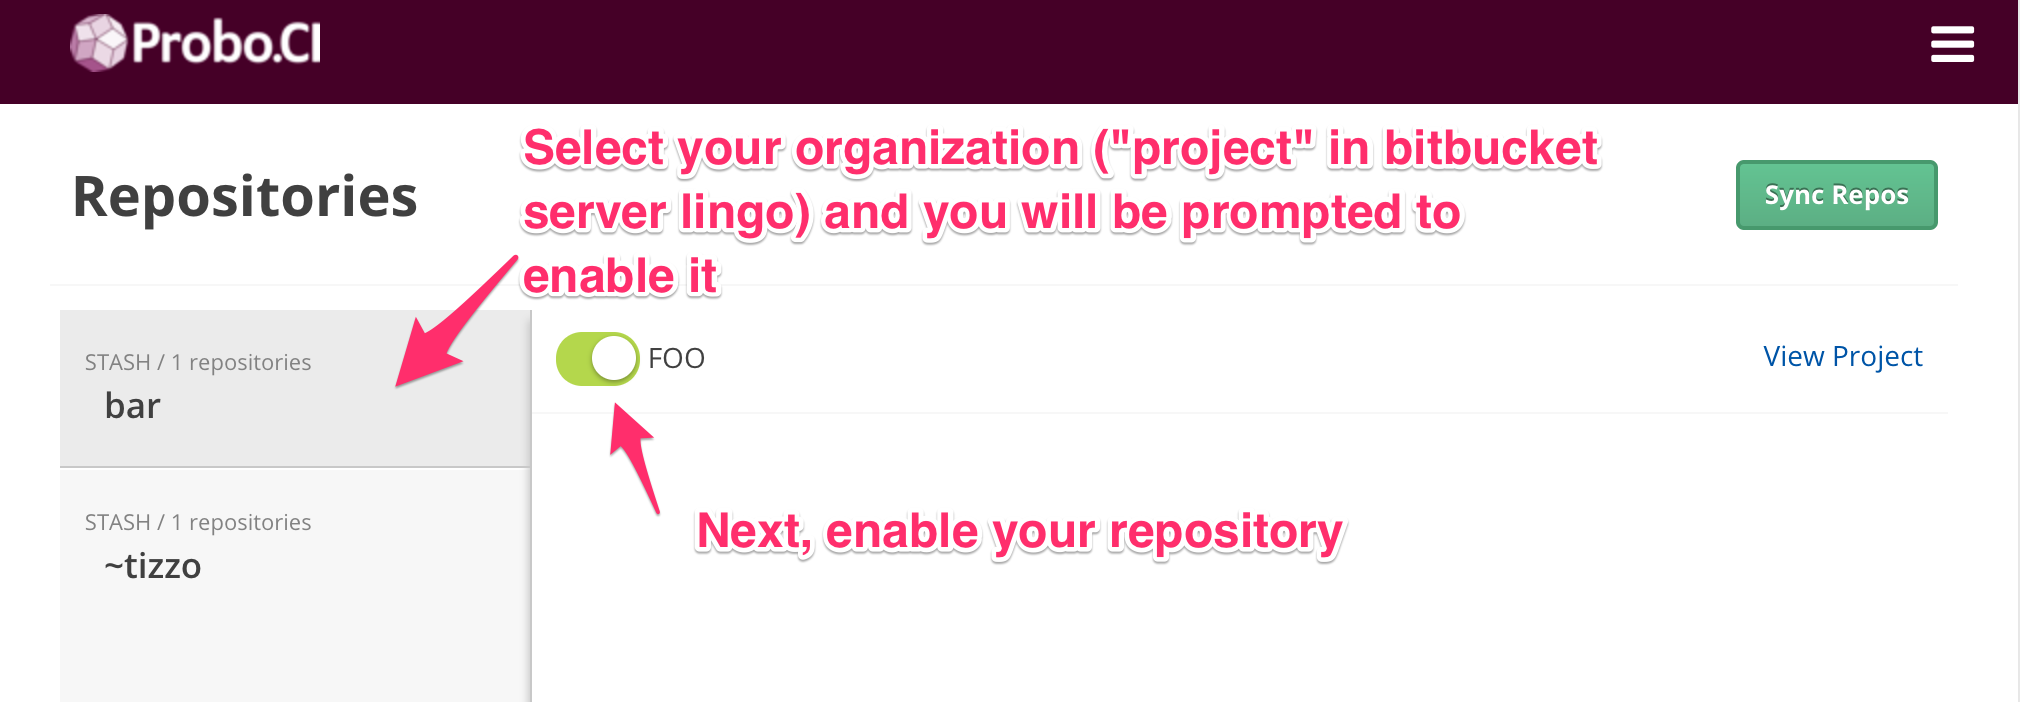 Probo.CI
Select your organization ("project" in bitbucket
server lingo) and you will be prompted to
enable it
Repositories
Sync Repos
STASH / 1 repositories
bar
FOO
View Project
Next, enable your repository
STASH / 1 repositories
~tizzo